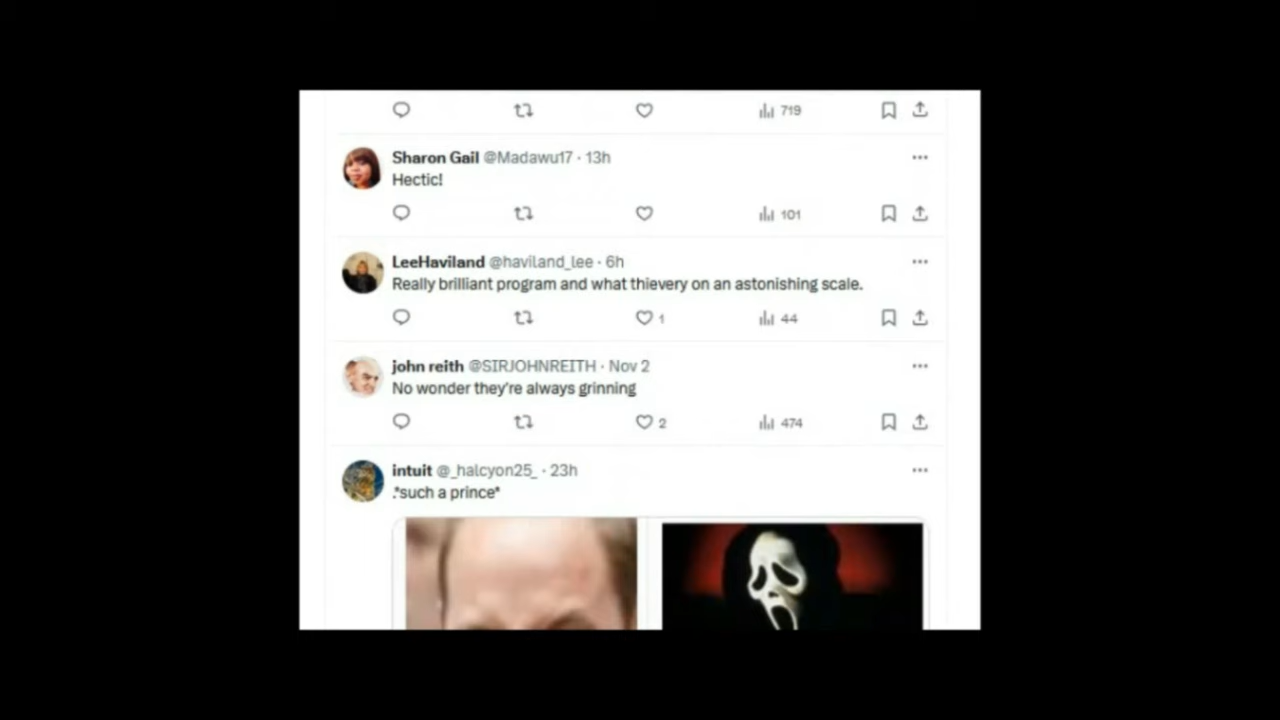 719
Sharon Gail @Madawu17 · 13h
Hectic!
101
LeeHaviland @haviland_lee · 6h
Really brilliant program and what thievery on an astonishing scale.
1 44
john reith @SIRJOHNREITH · Nov 2
No wonder they're always grinning
2 474
intuit @_halcyon25_ · 23h
.*such a prince*